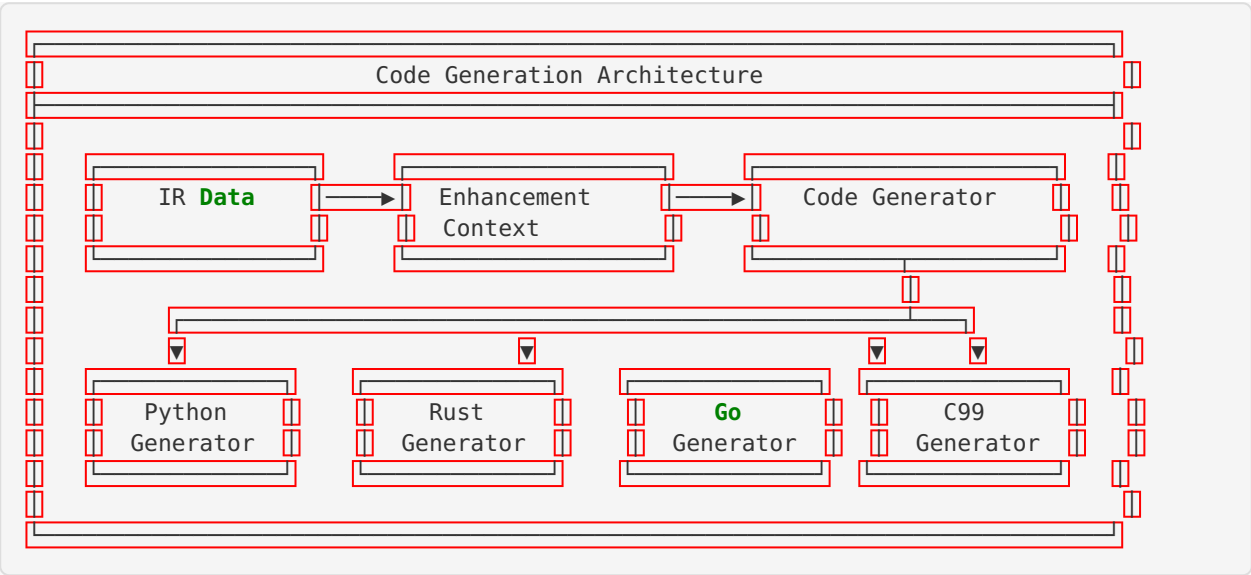 Code Generation Architecture
IR Data Enhancement Code Generator
Context
Python Rust Go C99
Generator Generator Generator Generator